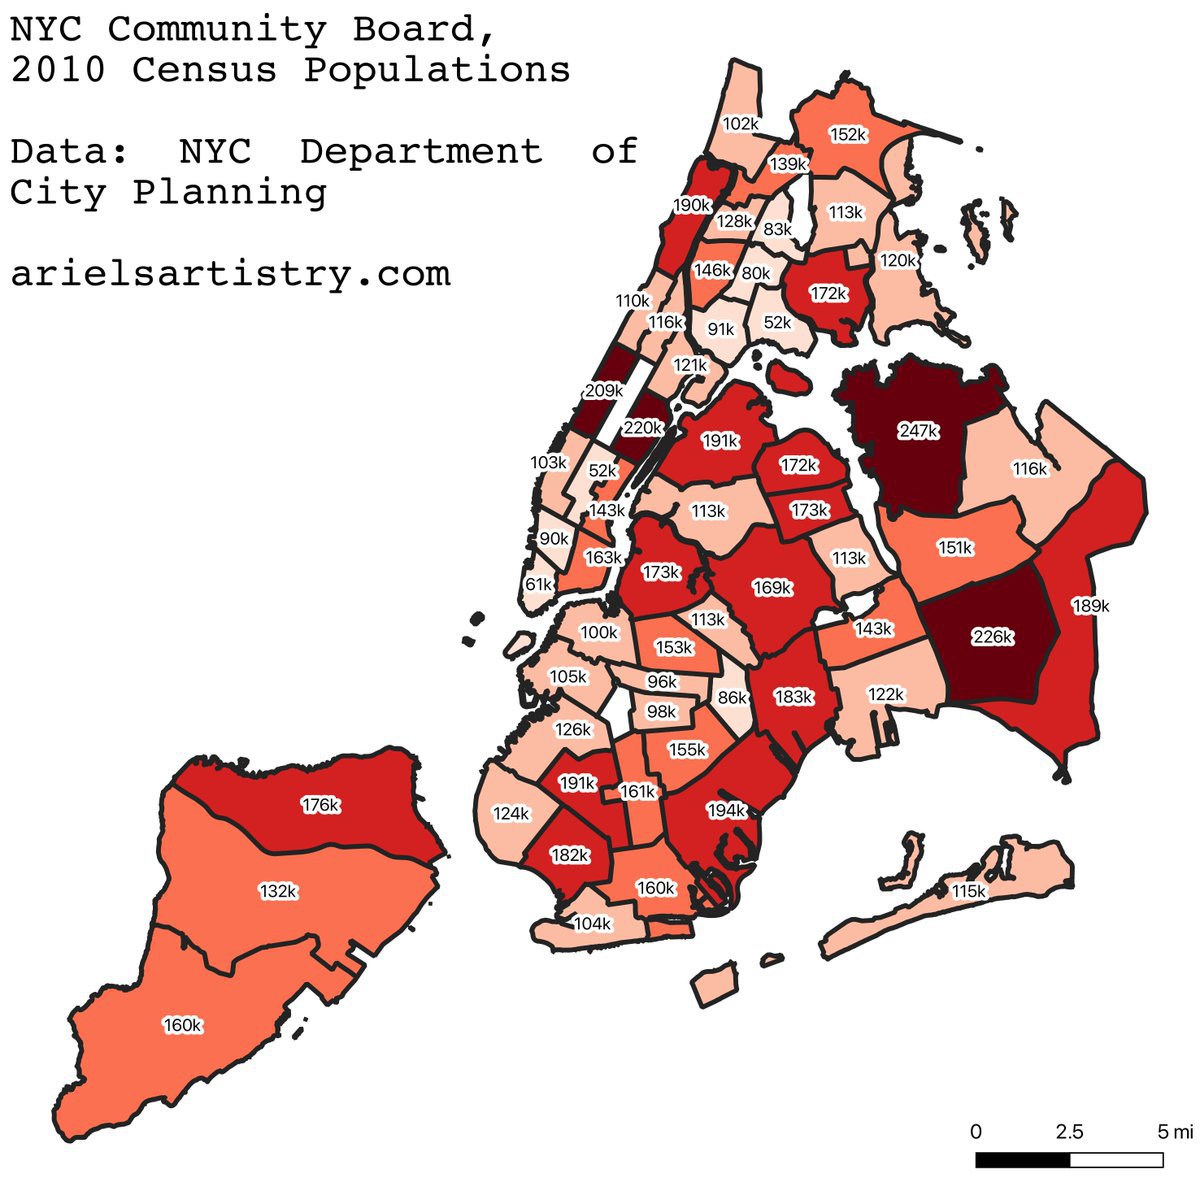 NYC Community Board,
2010 Census Populations
Data: NYC Department of
City Planning
arielsartistry.com
102k
152k
139k
190k
128k
83k
113k
120k
146k
80k
172k
110k
116k
91k
52k
121k
209k
220k
191k
247k
103k
52k
172k
116k
143k
113k
173k
90k
163k
113k
151k
61k
173k
169k
189k
100k
113k
143k
226k
153k
105k
96k
86k
183k
122k
98k
126k
155k
191k
161k
176k
124k
194k
182k
132k
160k
115k
104k
160k
0 2.5 5 mi